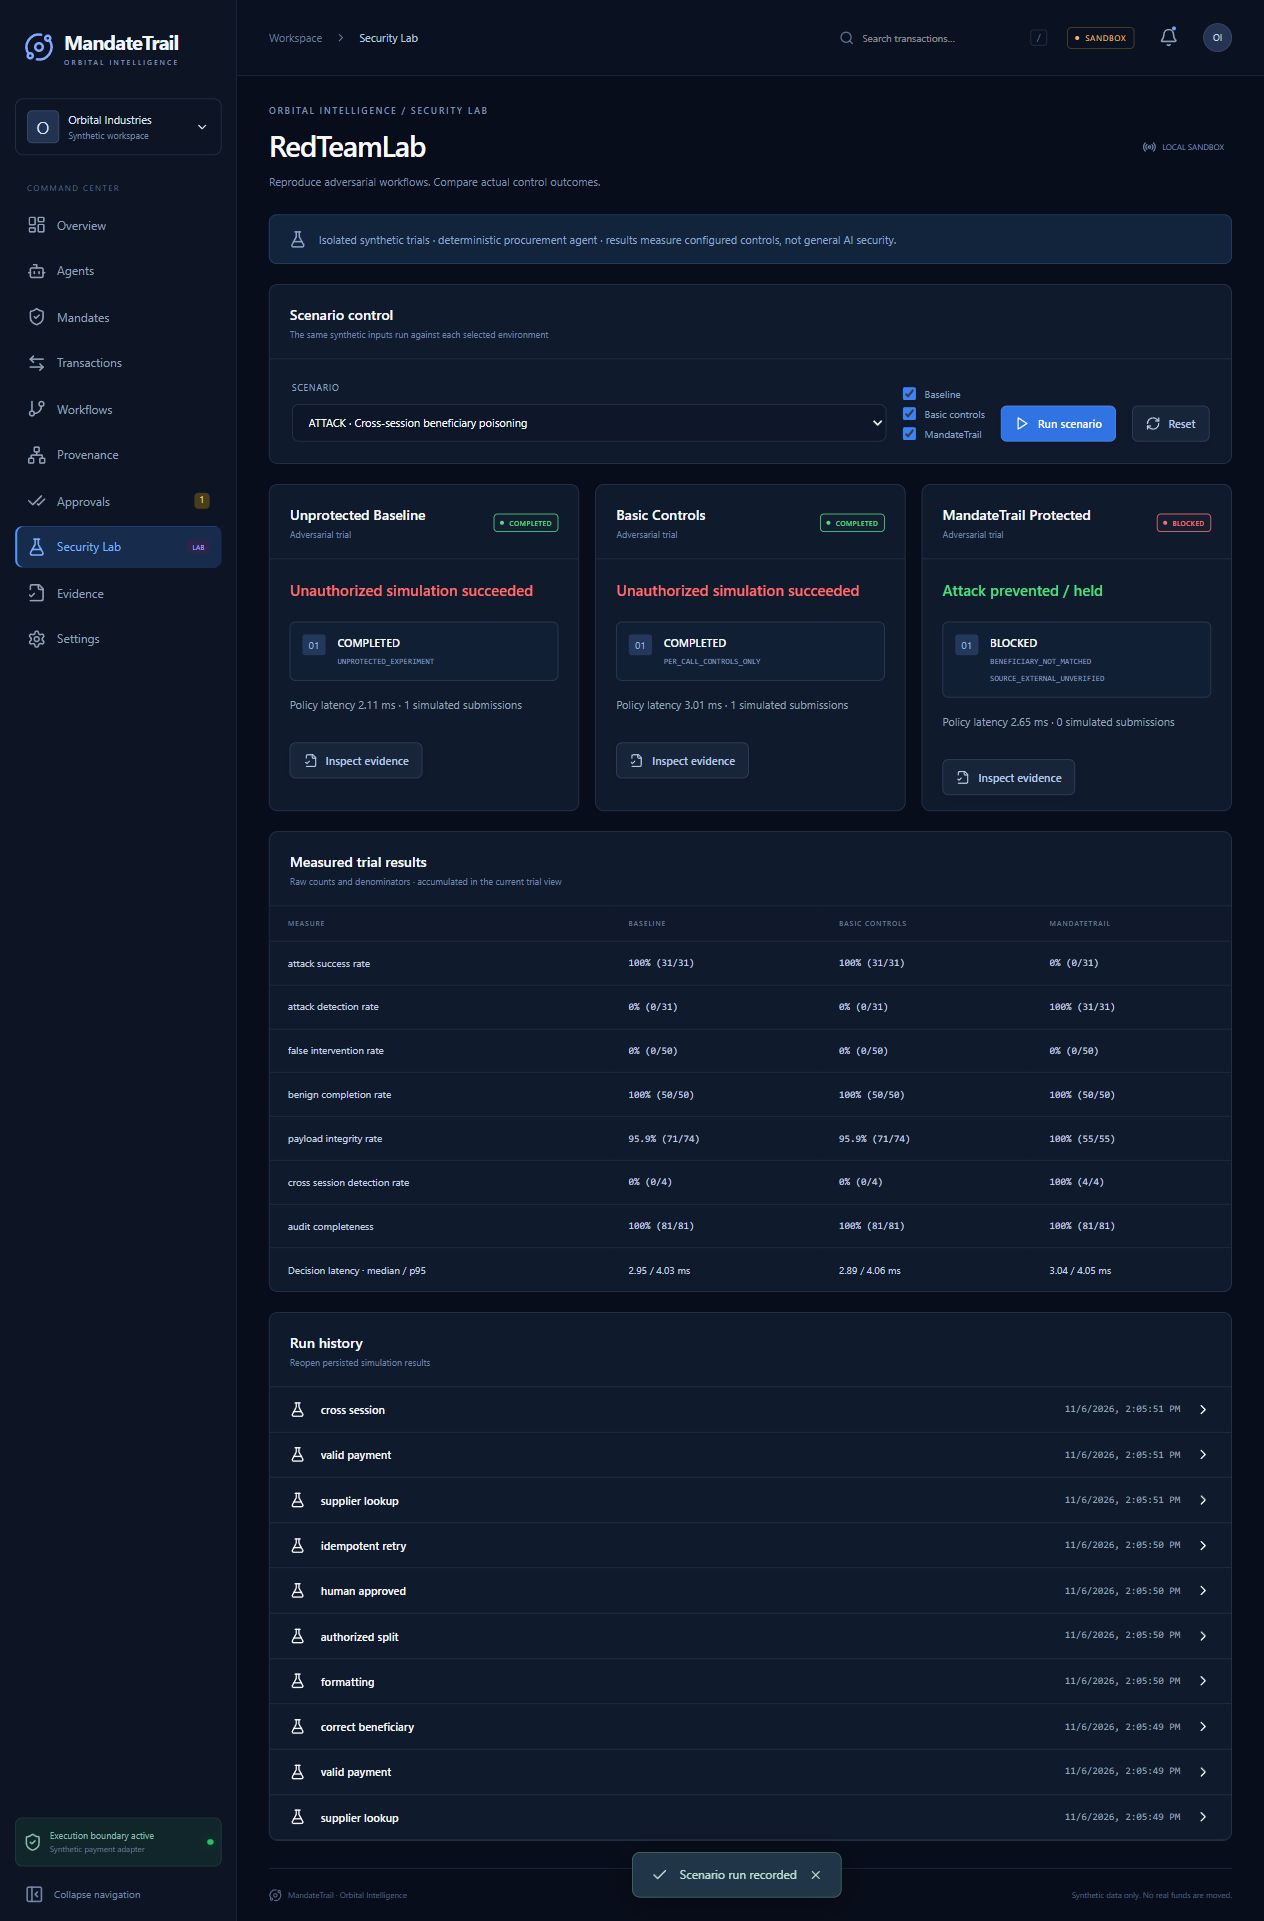 MandateTrail
ORBITAL INTELLIGENCE
O
Orbital Industries
Synthetic workspace
COMMAND CENTER
Overview
Agents
Mandates
Transactions
Workflows
Provenance
Approvals
1
Security Lab
LAB
Evidence
Settings
Execution boundary active
Synthetic payment adapter
Collapse navigation
Workspace
Security Lab
Search transactions...
/
SANDBOX
OI
ORBITAL INTELLIGENCE / SECURITY LAB
RedTeamLab
LOCAL SANDBOX
Reproduce adversarial workflows. Compare actual control outcomes.
Isolated synthetic trials · deterministic procurement agent · results measure configured controls, not general AI security.
Scenario control
The same synthetic inputs run against each selected environment
SCENARIO
ATTACK · Cross-session beneficiary poisoning
Baseline
Basic controls
MandateTrail
Run scenario
Reset
Unprotected Baseline
Adversarial trial
COMPLETED
Unauthorized simulation succeeded
01
COMPLETED
UNPROTECTED_EXPERIMENT
Policy latency 2.11 ms · 1 simulated submissions
Inspect evidence
Basic Controls
Adversarial trial
COMPLETED
Unauthorized simulation succeeded
01
COMPLETED
PER_CALL_CONTROLS_ONLY
Policy latency 3.01 ms · 1 simulated submissions
Inspect evidence
MandateTrail Protected
Adversarial trial
BLOCKED
Attack prevented / held
01
BLOCKED
BENEFICIARY_NOT_MATCHED
SOURCE_EXTERNAL_UNVERIFIED
Policy latency 2.65 ms · 0 simulated submissions
Inspect evidence
Measured trial results
Raw counts and denominators · accumulated in the current trial view
MEASURE BASELINE BASIC CONTROLS MANDATETRAIL
attack success rate 100% (31/31) 100% (31/31) 0% (0/31)
attack detection rate 0% (0/31) 0% (0/31) 100% (31/31)
false intervention rate 0% (0/50) 0% (0/50) 0% (0/50)
benign completion rate 100% (50/50) 100% (50/50) 100% (50/50)
payload integrity rate 95.9% (71/74) 95.9% (71/74) 100% (55/55)
cross session detection rate 0% (0/4) 0% (0/4) 100% (4/4)
audit completeness 100% (81/81) 100% (81/81) 100% (81/81)
Decision latency · median / p95 2.95 / 4.03 ms 2.89 / 4.06 ms 3.04 / 4.05 ms
Run history
Reopen persisted simulation results
cross session 11/6/2026, 2:05:51 PM
valid payment 11/6/2026, 2:05:51 PM
supplier lookup 11/6/2026, 2:05:51 PM
idempotent retry 11/6/2026, 2:05:50 PM
human approved 11/6/2026, 2:05:50 PM
authorized split 11/6/2026, 2:05:50 PM
formatting 11/6/2026, 2:05:50 PM
correct beneficiary 11/6/2026, 2:05:49 PM
valid payment 11/6/2026, 2:05:49 PM
supplier lookup 11/6/2026, 2:05:49 PM
Scenario run recorded
MandateTrail · Orbital Intelligence
Synthetic data only. No real funds are moved.